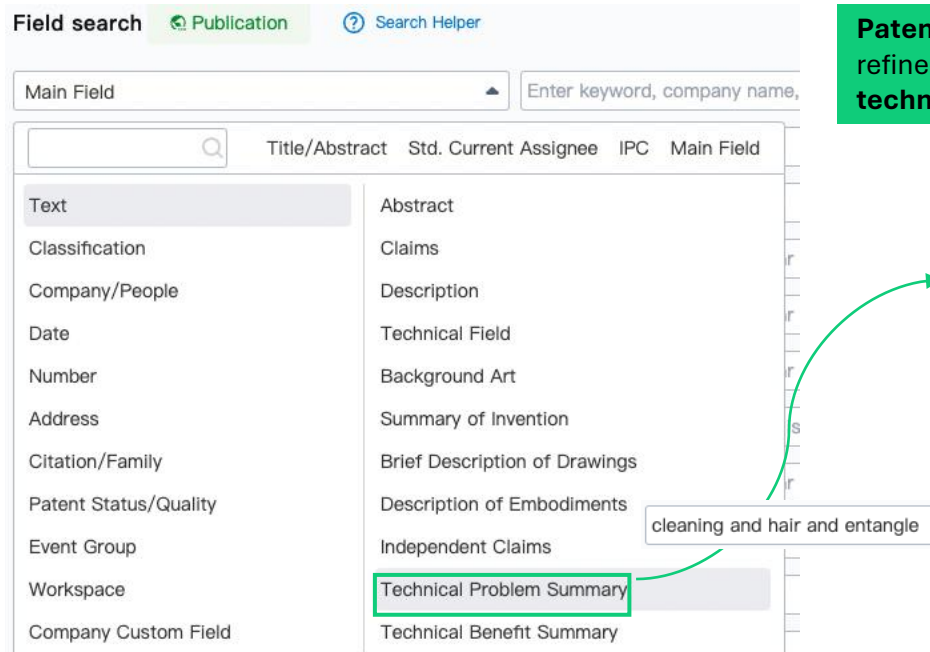 Field search Publication ? Search Helper
Main Field
Enter keyword, company name,
Title/Abstract Std. Current Assignee IPC Main Field
Text
Classification
Company/People
Date
Number
Address
Citation/Family
Patent Status/Quality
Event Group
Workspace
Company Custom Field
Abstract
Claims
Description
Technical Field
Background Art
Summary of Invention
Brief Description of Drawings
Description of Embodiments
Independent Claims
Technical Problem Summary
Technical Benefit Summary
cleaning and hair and entangle
refine